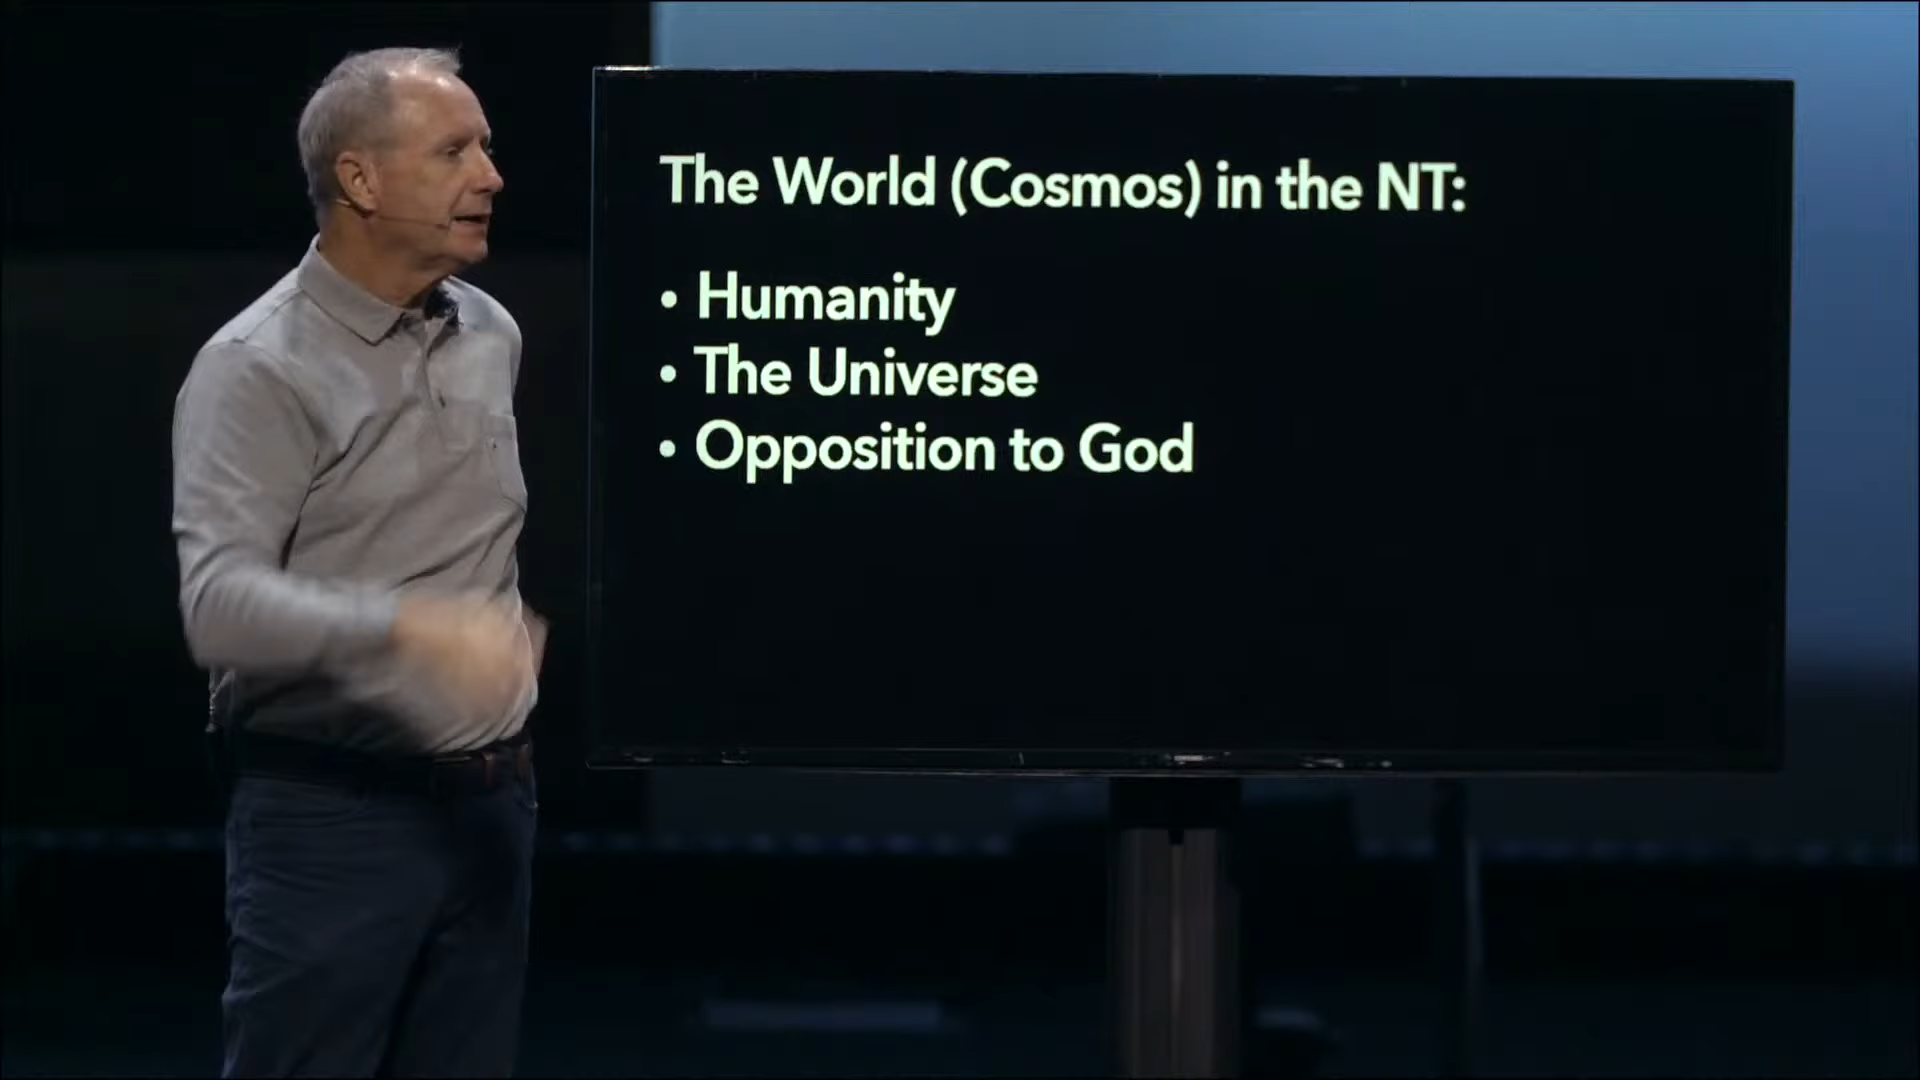 The World (Cosmos) in the NT:
• Humanity
• The Universe
• Opposition to God